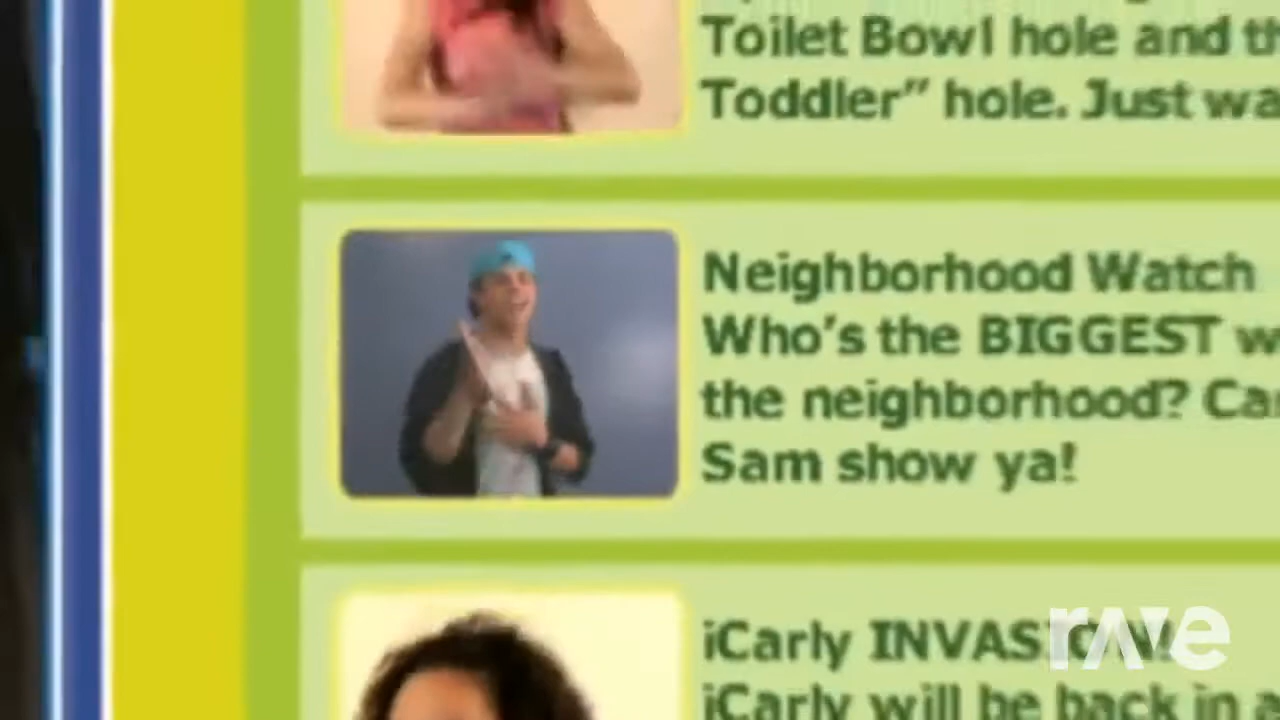 Toilet Bowl hole and th
Toddler” hole. Just wa
Neighborhood Watch
Who’s the BIGGEST w
the neighborhood? Ca
Sam show ya!
iCarly INVASION!
iCarly will be back in a
rave